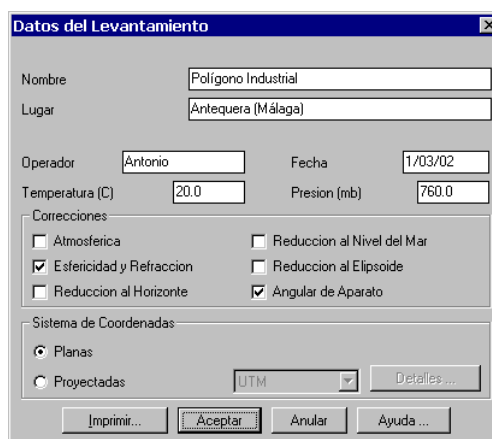 Datos del Levantamiento
Nombre Polígono Industrial
Lugar Antequera (Málaga)
Operador Antonio Fecha 1/03/02
Temperatura (C) 20.0 Presion (mb) 760.0
Correcciones
Atmosferica Reduccion al Nivel del Mar
Esfericidad y Refraccion Reduccion al Elipsoide
Reduccion al Horizonte Angular de Aparato
Sistema de Coordenadas
Planas
Proyectadas UTM Detalles ...
Imprimir... Aceptar Anular Ayuda ...